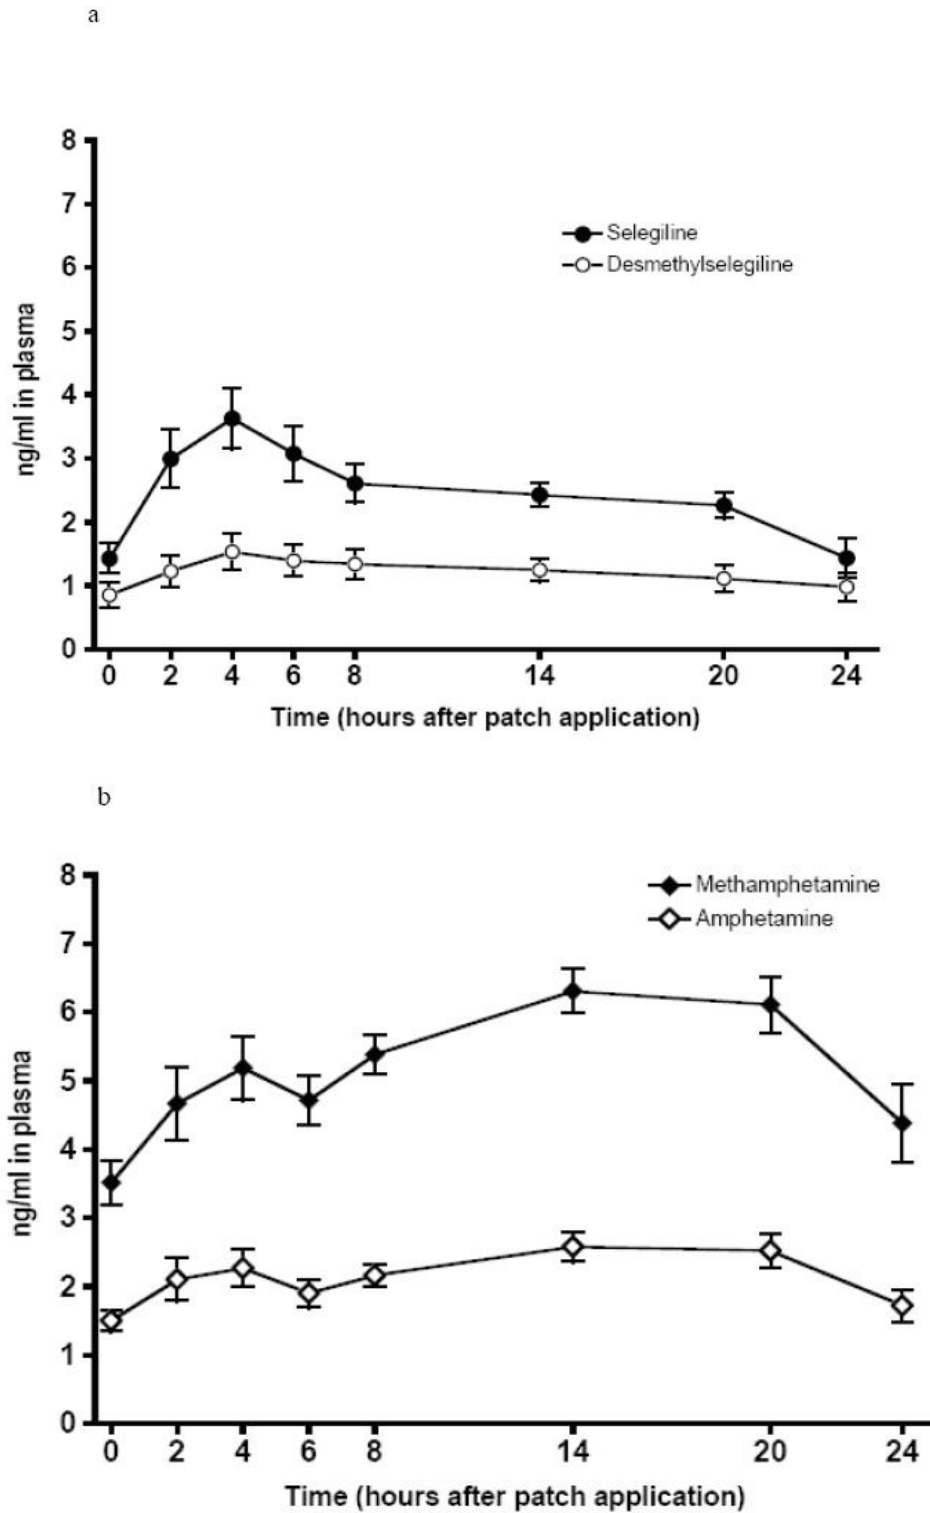 a
8
7
6
5
4
3
2
1
0
ng/ml in plasma
Selegiline
Desmethylselegiline
0 2 4 6 8 14 20 24
Time (hours after patch application)
b
8
7
6
5
4
3
2
1
0
ng/ml in plasma
Methamphetamine
Amphetamine
0 2 4 6 8 14 20 24
Time (hours after patch application)